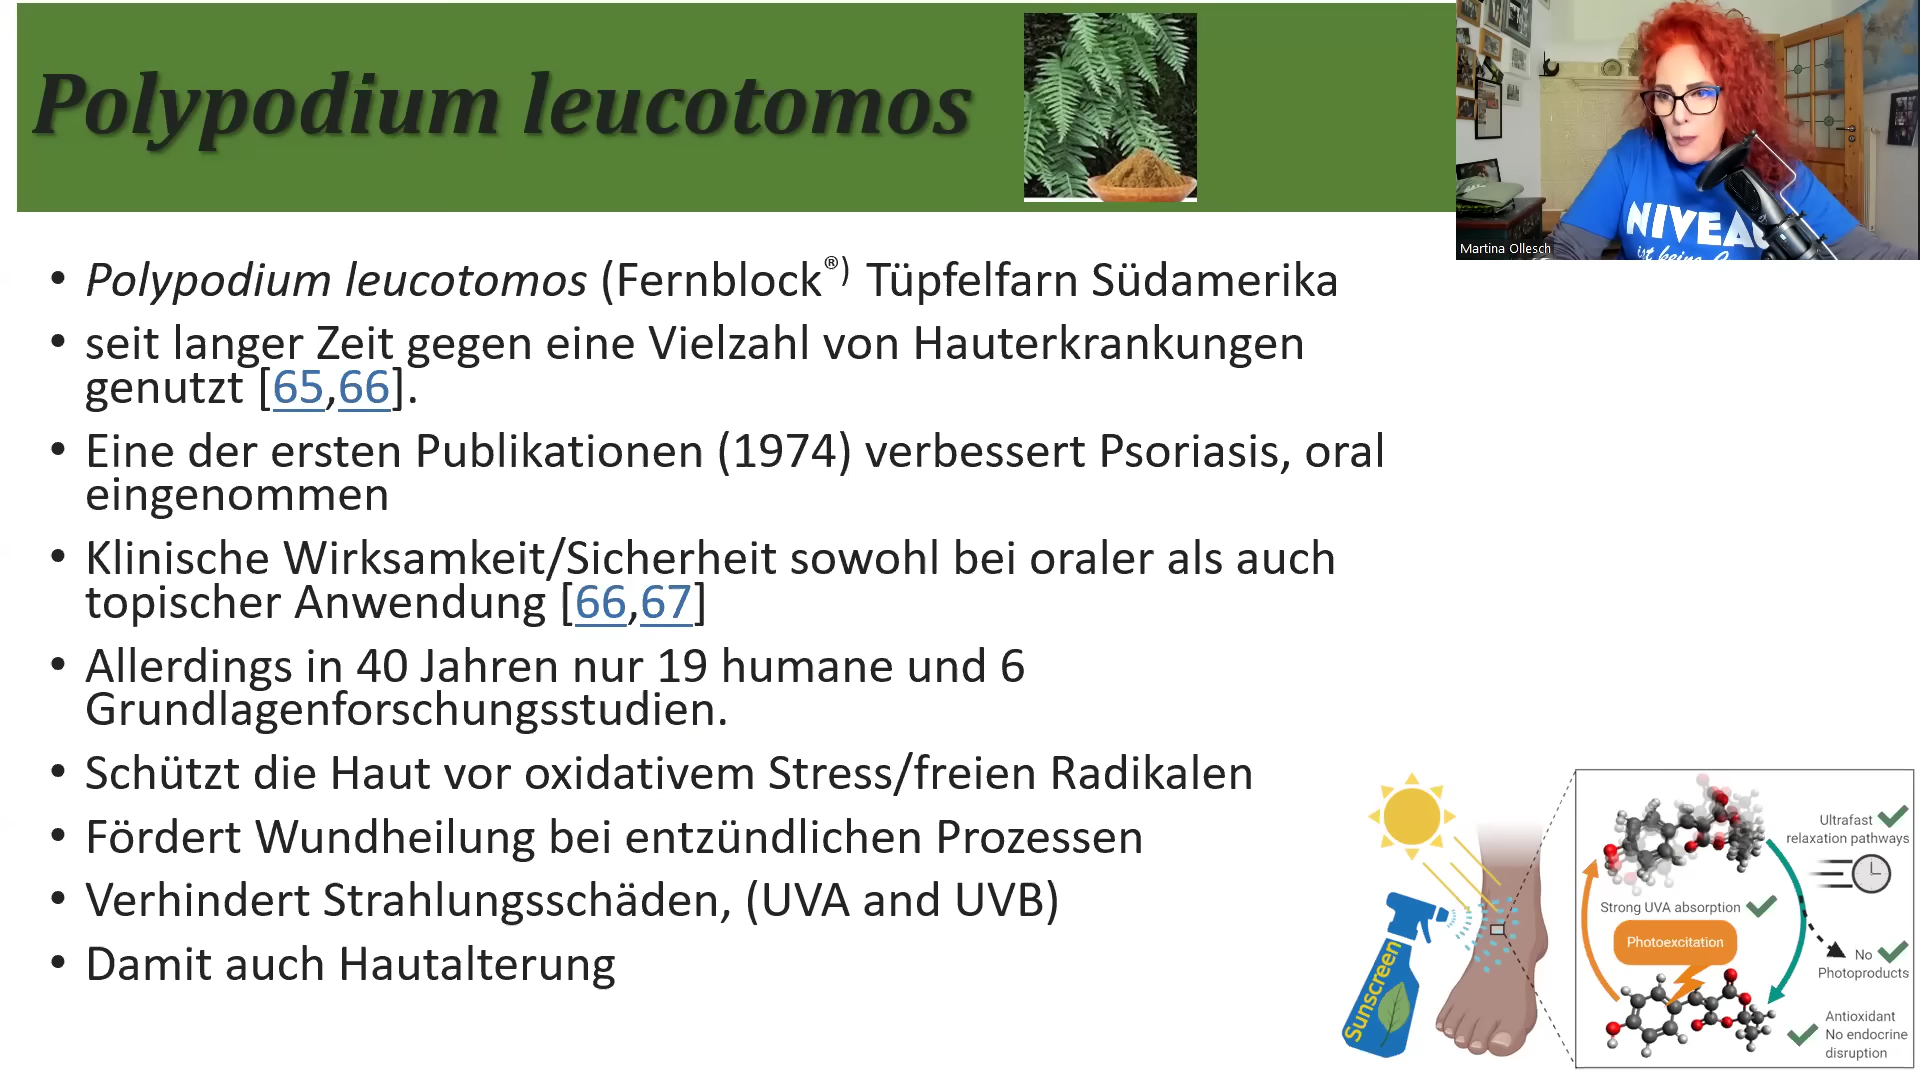 Polypodium leucotomos
Martina Ollesch
NIVEA
ist keine
• Polypodium leucotomos (Fernblock®) Tüpfelfarn Südamerika
• seit langer Zeit gegen eine Vielzahl von Hauterkrankungen
genutzt [65,66].
• Eine der ersten Publikationen (1974) verbessert Psoriasis, oral
eingenommen
• Klinische Wirksamkeit/Sicherheit sowohl bei oraler als auch
topischer Anwendung [66,67]
• Allerdings in 40 Jahren nur 19 humane und 6
Grundlagenforschungsstudien.
• Schützt die Haut vor oxidativem Stress/freien Radikalen
• Fördert Wundheilung bei entzündlichen Prozessen
• Verhindert Strahlungsschäden, (UVA and UVB)
• Damit auch Hautalterung
Sunscreen
Ultrafast
relaxation pathways
Strong UVA absorption
Photoexcitation
No
Photoproducts
Antioxidant
No endocrine
disruption